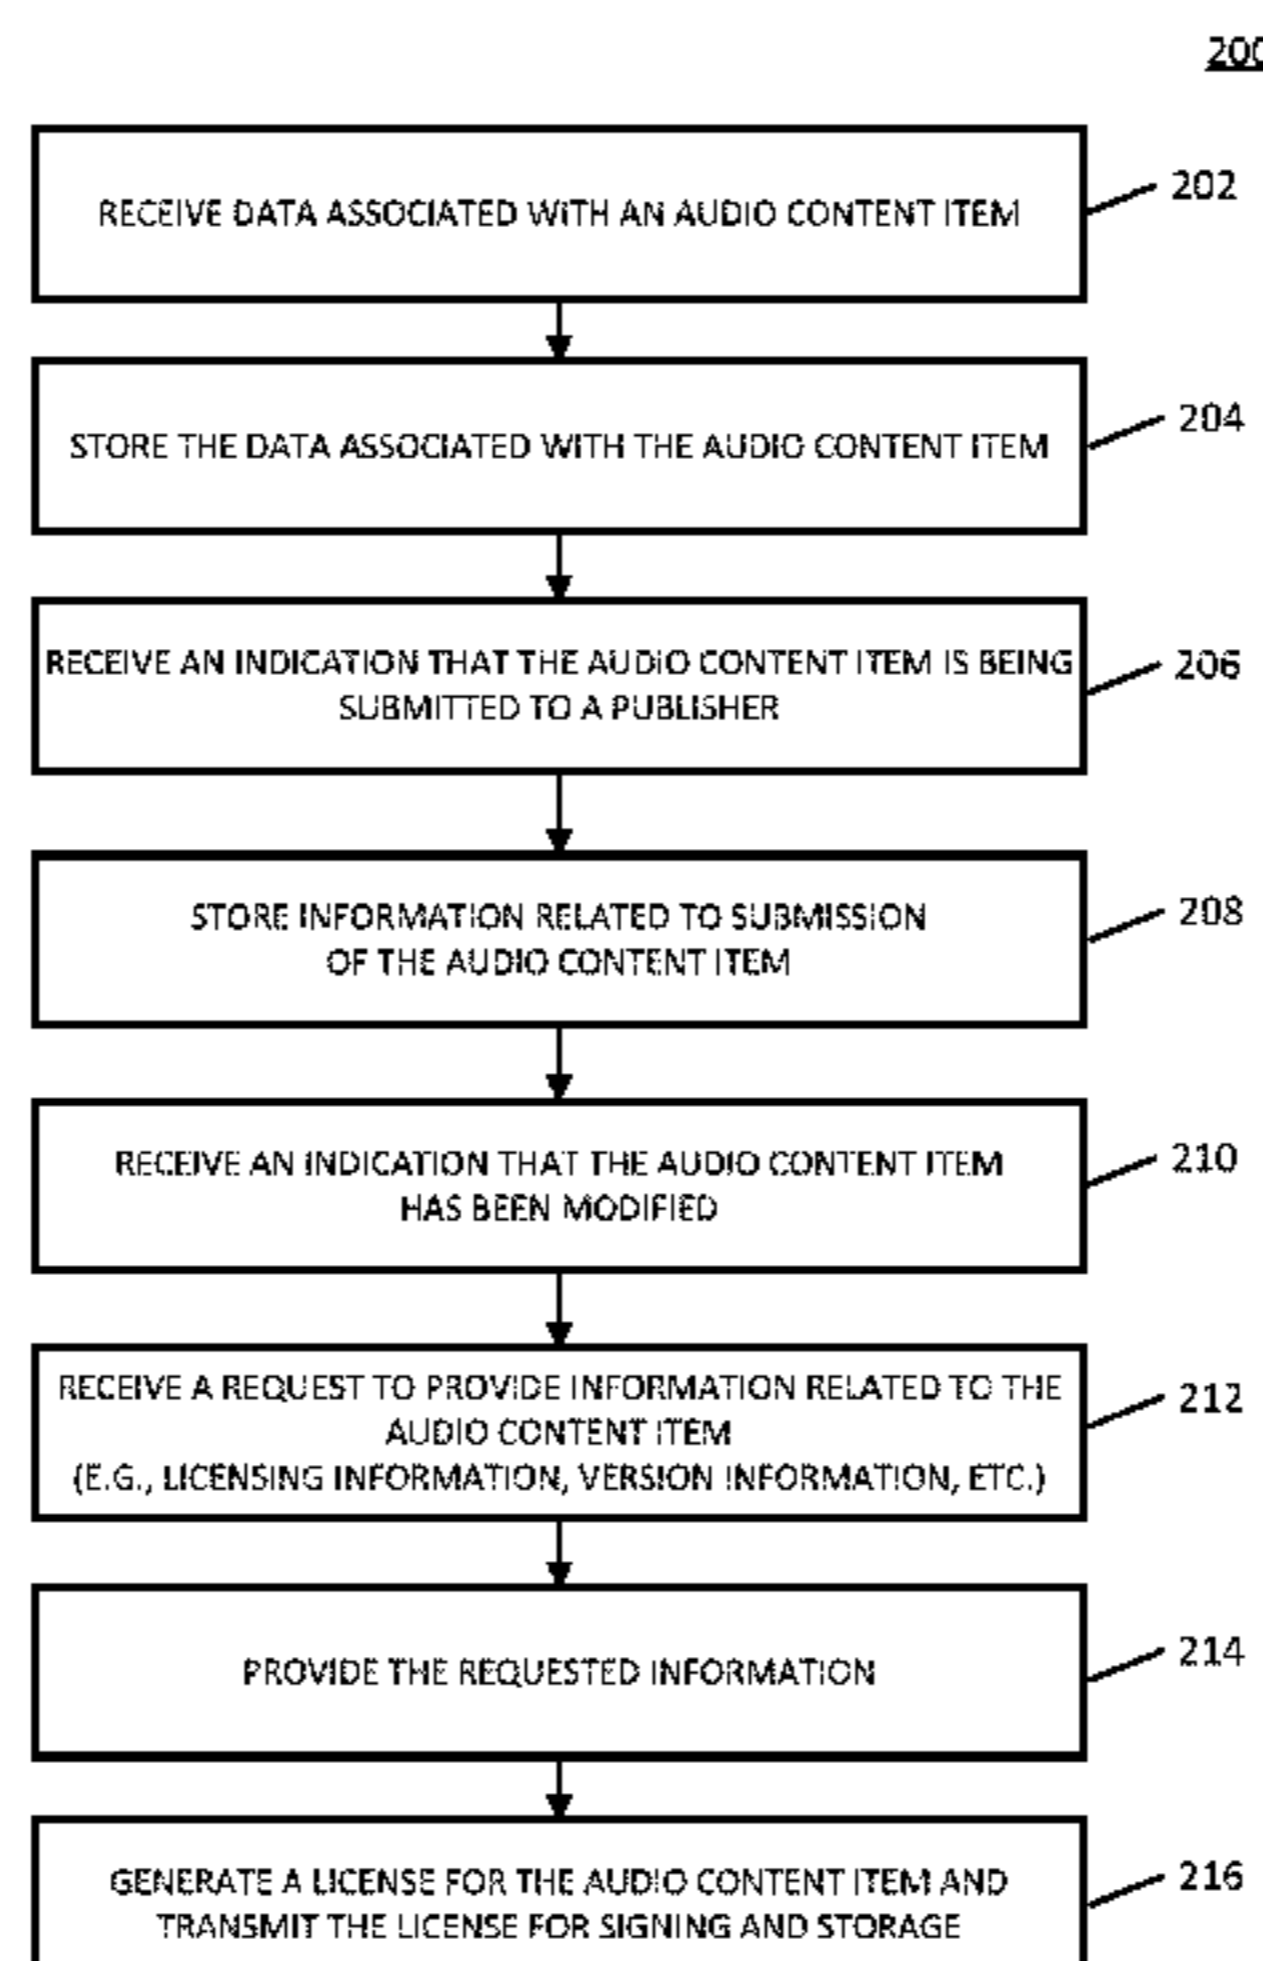 200
RECEIVE DATA ASSOCIATED WITH AN AUDIO CONTENT ITEM
202
STORE THE DATA ASSOCIATED WITH THE AUDIO CONTENT ITEM
204
RECEIVE AN INDICATION THAT THE AUDIO CONTENT ITEM IS BEING
SUBMITTED TO A PUBLISHER
206
STORE INFORMATION RELATED TO SUBMISSION
OF THE AUDIO CONTENT ITEM
208
RECEIVE AN INDICATION THAT THE AUDIO CONTENT ITEM
HAS BEEN MODIFIED
210
RECEIVE A REQUEST TO PROVIDE INFORMATION RELATED TO THE
AUDIO CONTENT ITEM
(E.G., LICENSING INFORMATION, VERSION INFORMATION, ETC.)
212
PROVIDE THE REQUESTED INFORMATION
214
GENERATE A LICENSE FOR THE AUDIO CONTENT ITEM AND
TRANSMIT THE LICENSE FOR SIGNING AND STORAGE
216